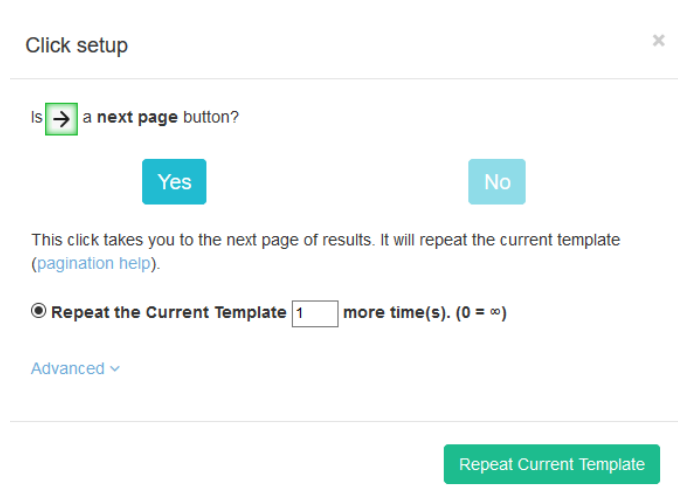 Click setup
×
Is → a next page button?
Yes
No
This click takes you to the next page of results. It will repeat the current template
(pagination help).
Repeat the Current Template 1 more time(s). (0 = ∞)
Advanced
Repeat Current Template